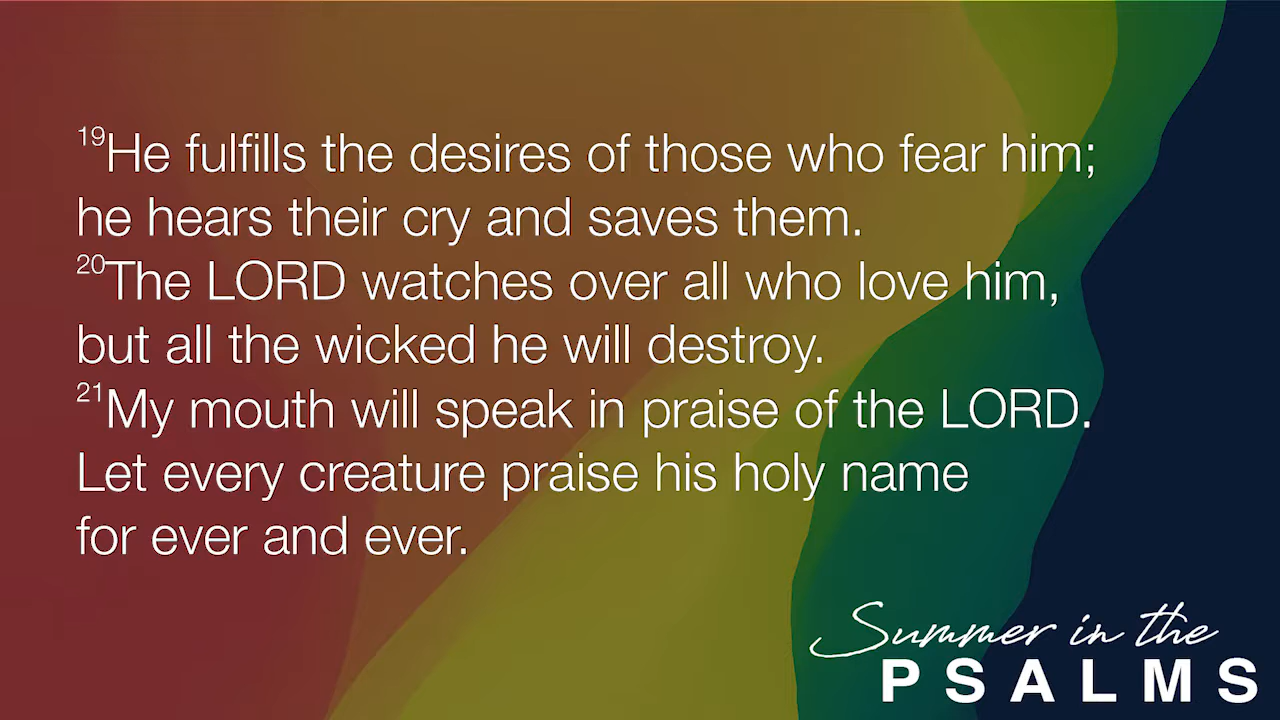 19He fulfills the desires of those who fear him;
he hears their cry and saves them.
20The LORD watches over all who love him,
but all the wicked he will destroy.
21My mouth will speak in praise of the LORD.
Let every creature praise his holy name
for ever and ever.
Summer in the
PSALMS